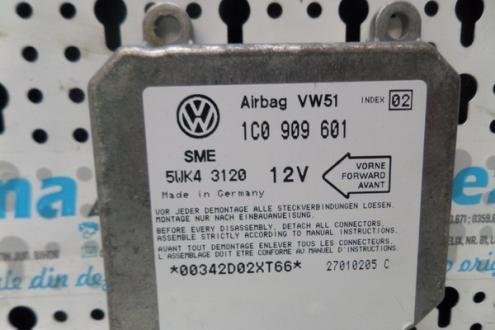 Airbag VW51 INDEX 02
1C0 909 601
SME
5WK4 3120 12V
VORNE
FORWARD
AVANT
Made in Germany
VOR JEDER DEMONTAGE ALLE STECKVERBINDUNGEN LOESEN.
MONTAGE NUR NACH EINBAUANWEISUNG.
BEFORE EVERY DISASSEMBLY, DETACH ALL CONNECTORS.
ASSEMBLE STRICTLY ACCORDING TO MANUAL INSTRUCTIONS.
AVANT TOUT DEMONTAGE ENLEVER TOUS LES CONNECTEURS.
L'ASSEMBLAGE DOIT ETRE CONFORME AU MANUEL D'INSTRUCTIONS.
*00342D02XT66* 27010205 C